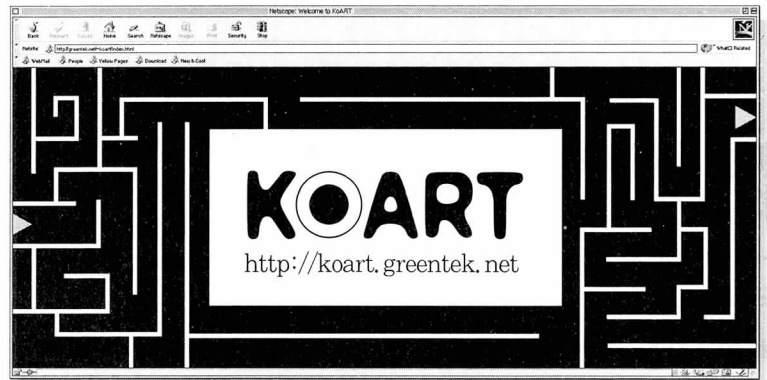 Netscape: Welcome to KoART
Back Forward Reload Home Search Netscape Images Print Security Stop
Netsite: http://greentek.net/~koart/index.html What's Related
WebMail People Yellow Pages Download New & Cool
KOART
http://koart.greentek.net